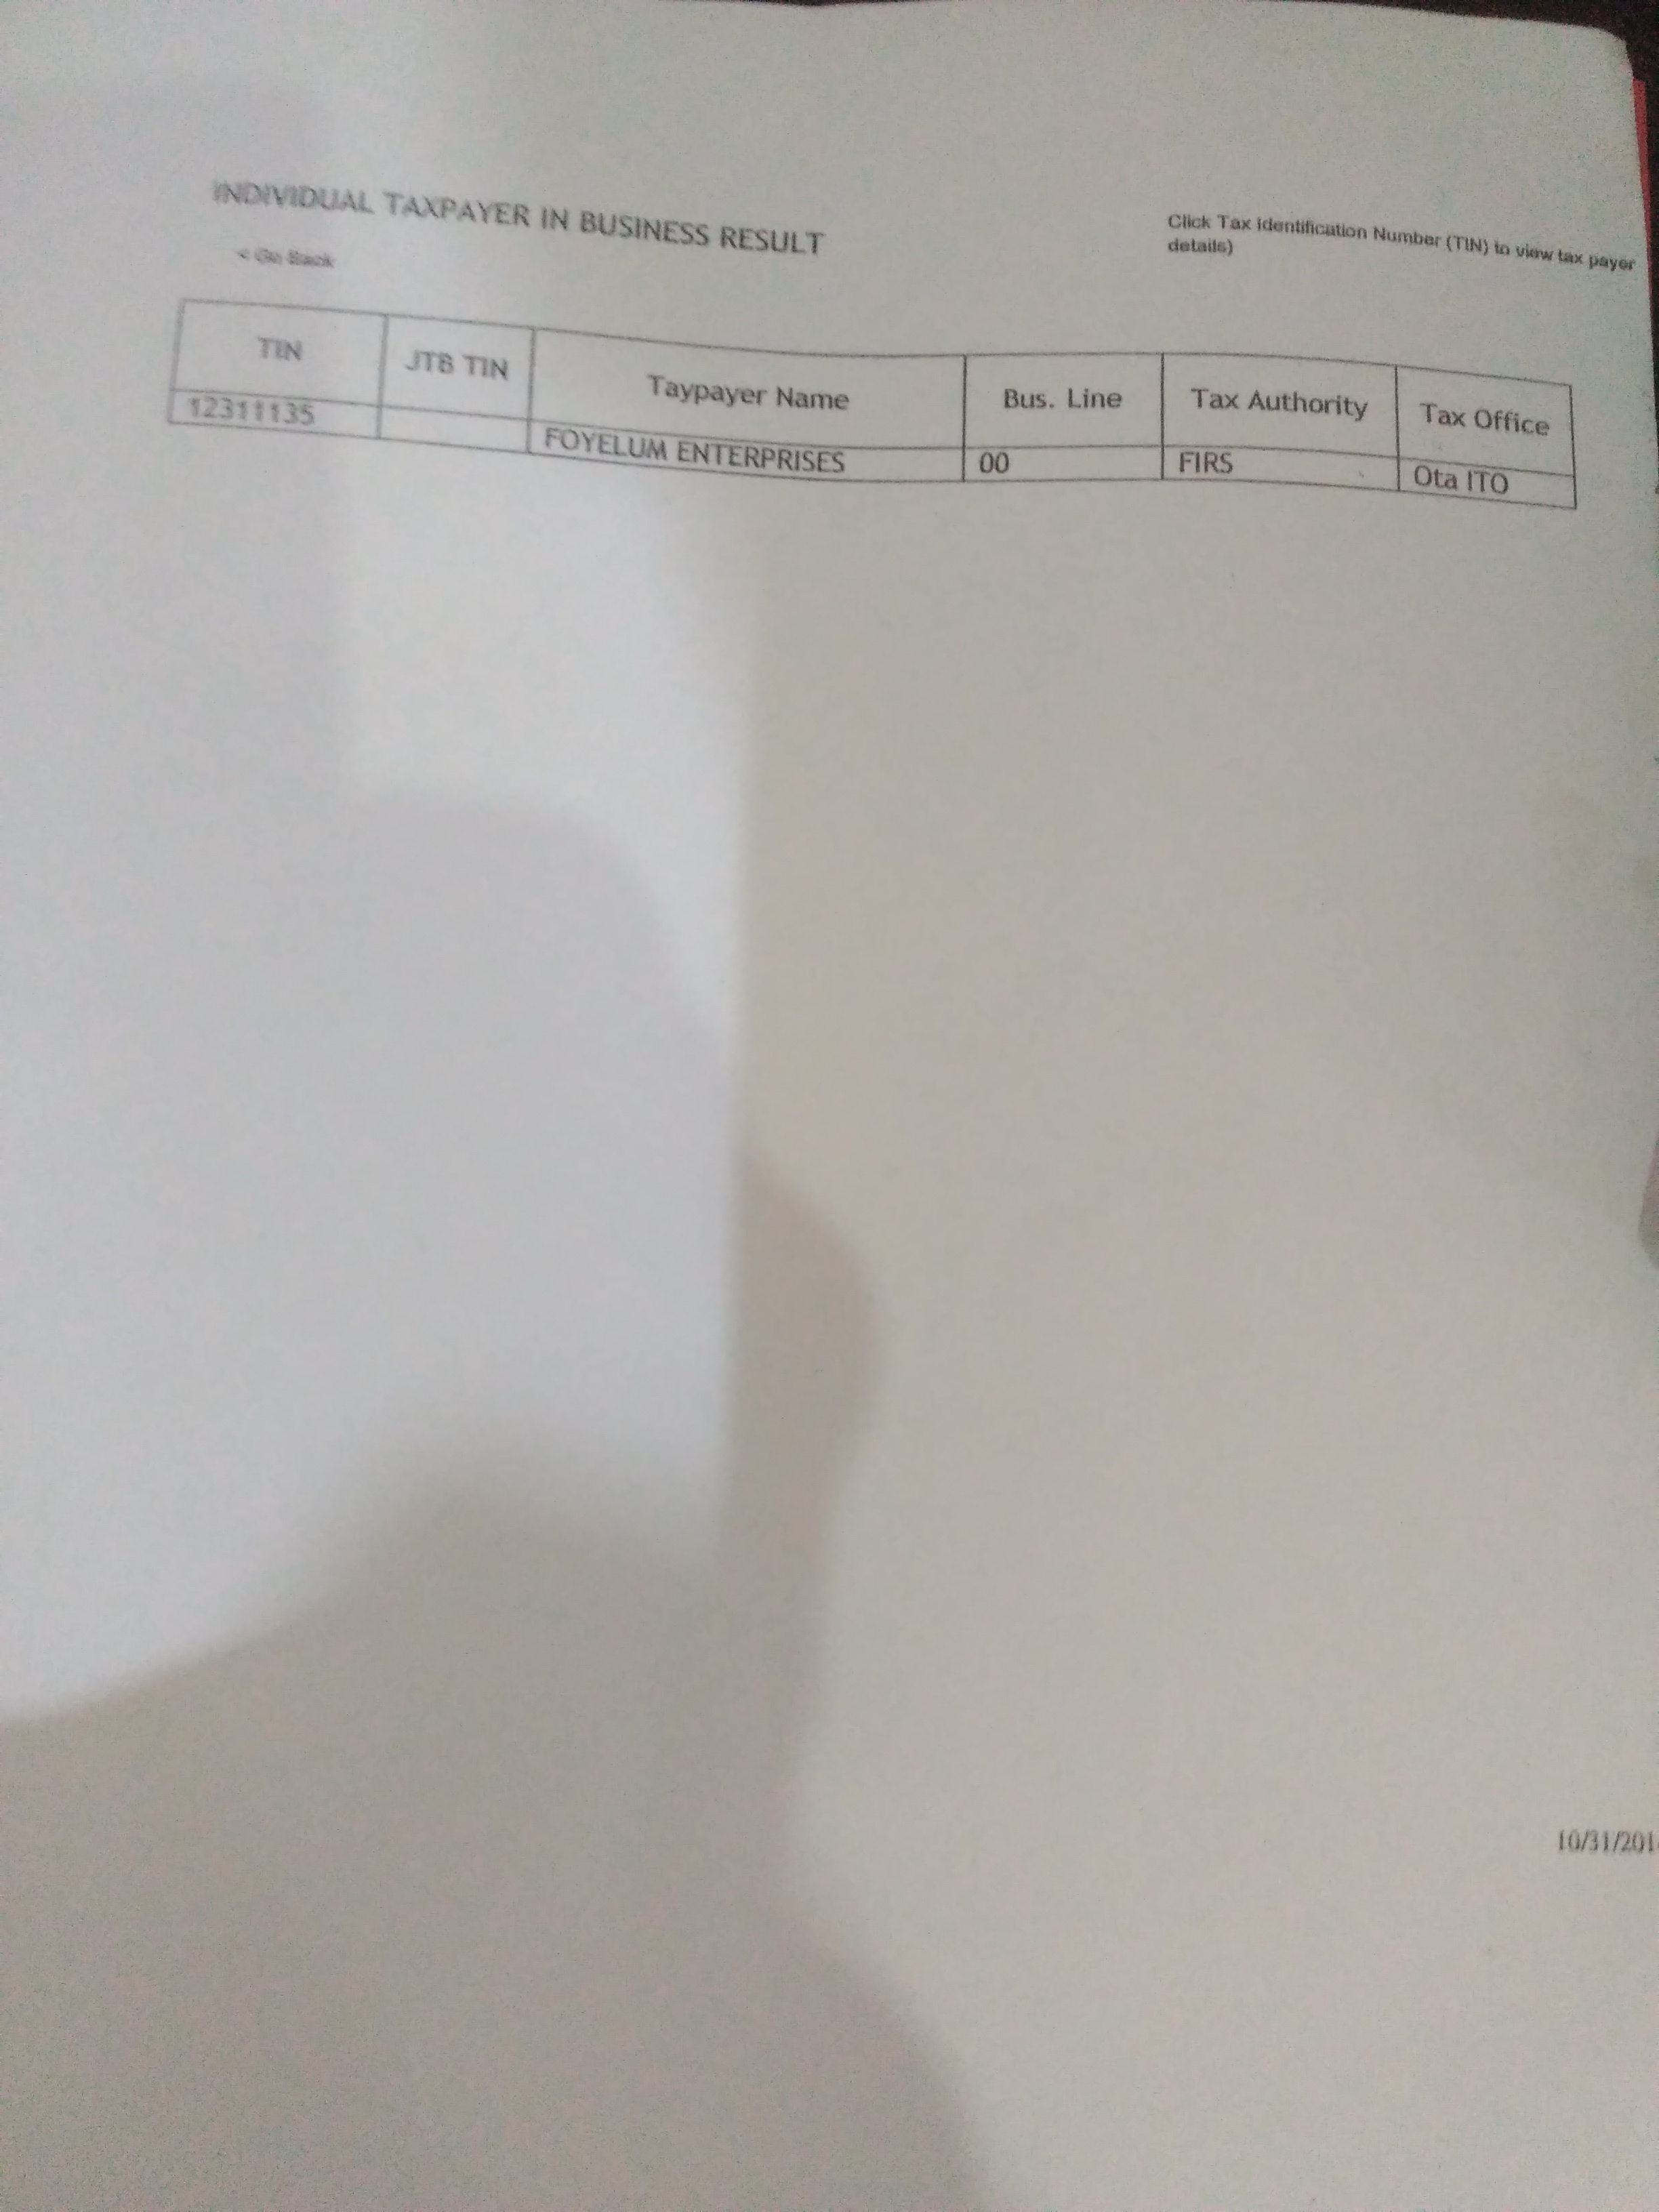 INDIVIDUAL TAXPAYER IN BUSINESS RESULT
Click Tax Identification Number (TIN) to view tax payer
details)
< Go Back
TIN JTB TIN Taypayer Name Bus. Line Tax Authority Tax Office
12311135 FOYELUM ENTERPRISES 00 FIRS Ota ITO
10/31/201